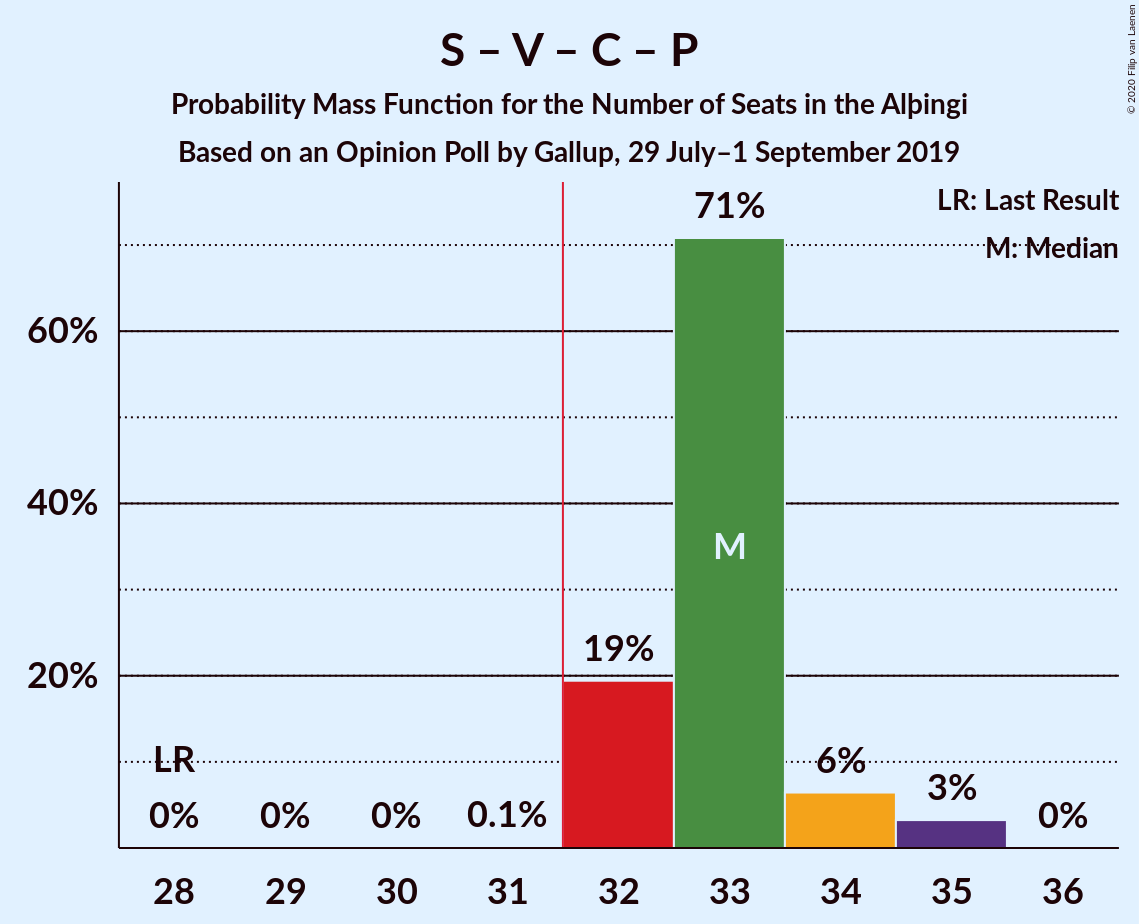 S – V – C – P
Probability Mass Function for the Number of Seats in the Alþingi
Based on an Opinion Poll by Gallup, 29 July–1 September 2019
© 2020 Filip van Laenen
LR: Last Result
M: Median
71%
60%
M
40%
19%
20%
LR
6%
3%
0%
0%
0%
0.1%
0%
28
29
30
31
32
33
34
35
36